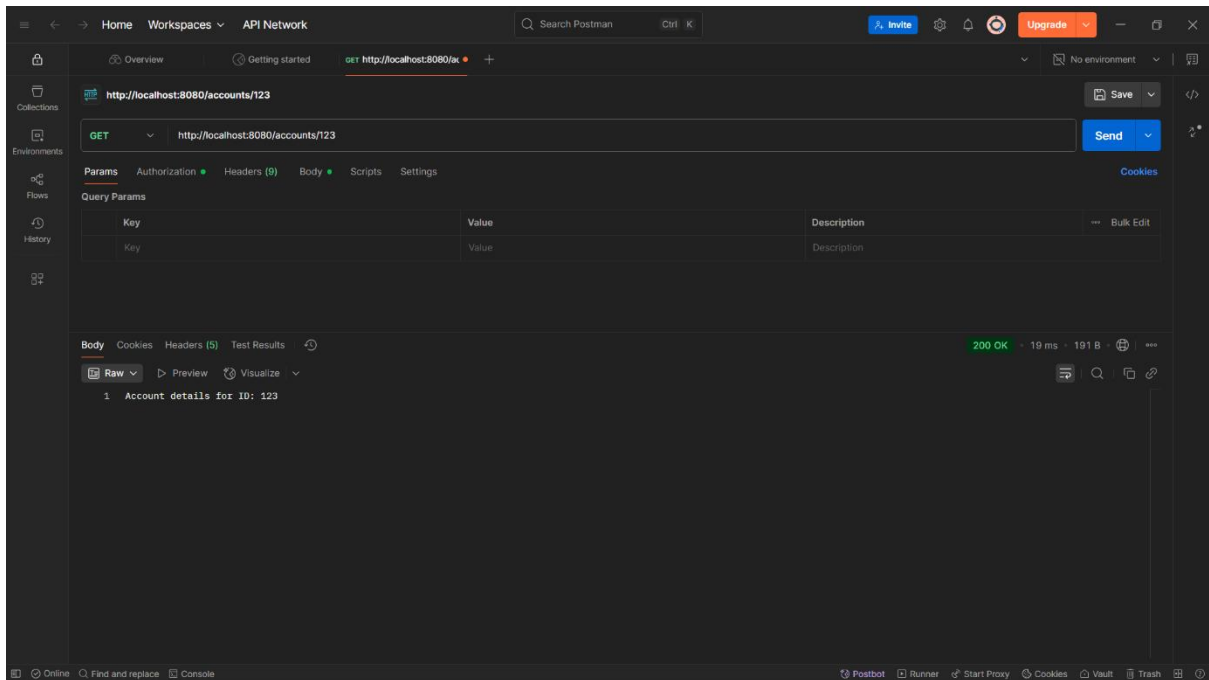 Home Workspaces API Network Search Postman Ctrl K Invite Upgrade
Overview Getting started GET http://localhost:8080/ac No environment
Collections
Environments
Flows
History
HTTP http://localhost:8080/accounts/123 Save
GET http://localhost:8080/accounts/123 Send
Params Authorization Headers (9) Body Scripts Settings Cookies
Query Params
Key Value Description Bulk Edit
Key Value Description
Body Cookies Headers (5) Test Results 200 OK 19 ms 191 B
Raw Preview Visualize
1 Account details for ID: 123
Online Find and replace Console Postbot Runner Start Proxy Cookies Vault Trash